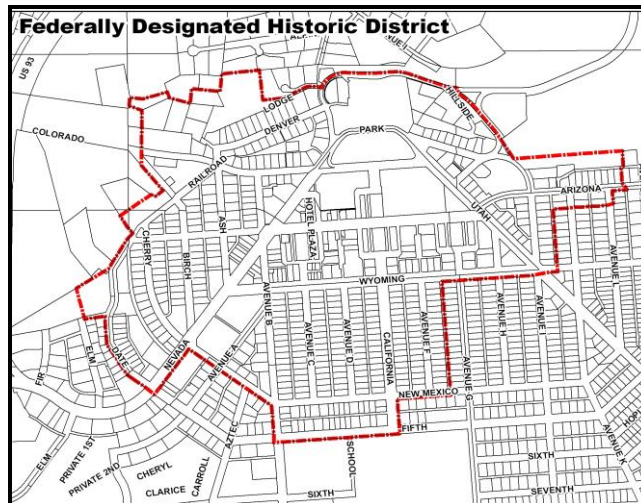 Federally Designated Historic District
US 93
LODGE
HILLSIDE
DENVER
PARK
COLORADO
RAILROAD
ARIZONA
UTAH
HOTEL PLAZA
ASH
CHERRY
BIRCH
AVENUE L
WYOMING
AVENUE B
AVENUE C
AVENUE D
CALIFORNIA
AVENUE F
AVENUE H
AVENUE I
NEVADA
AVENUE A
DATE
ELM
FIR
NEW MEXICO
AVENUE G
FIFTH
AZTEC
AVENUE K
SCHOOL
ELM
PRIVATE 1ST
PRIVATE 2ND
CHERYL
CARROLL
CLARICE
SIXTH
SIXTH
SEVENTH